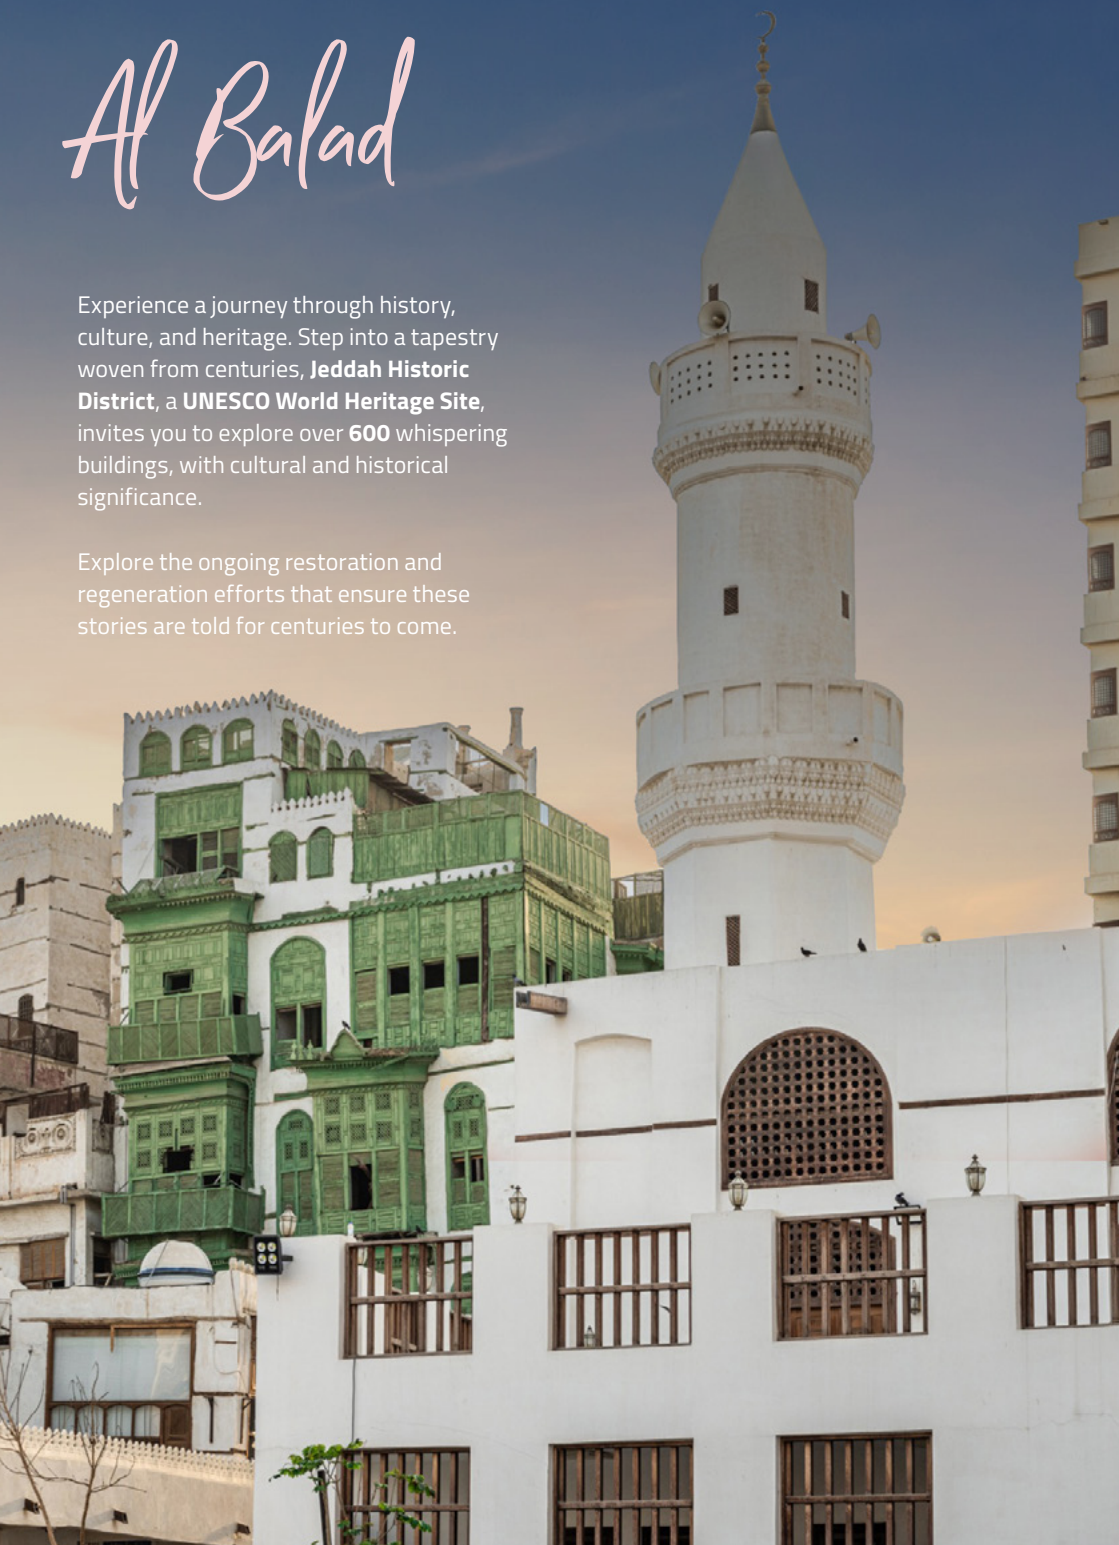 Al Balad
Experience a journey through history,
culture, and heritage. Step into a tapestry
woven from centuries, Jeddah Historic
District, a UNESCO World Heritage Site,
invites you to explore over 600 whispering
buildings, with cultural and historical
significance.
Explore the ongoing restoration and
regeneration efforts that ensure these
stories are told for centuries to come.